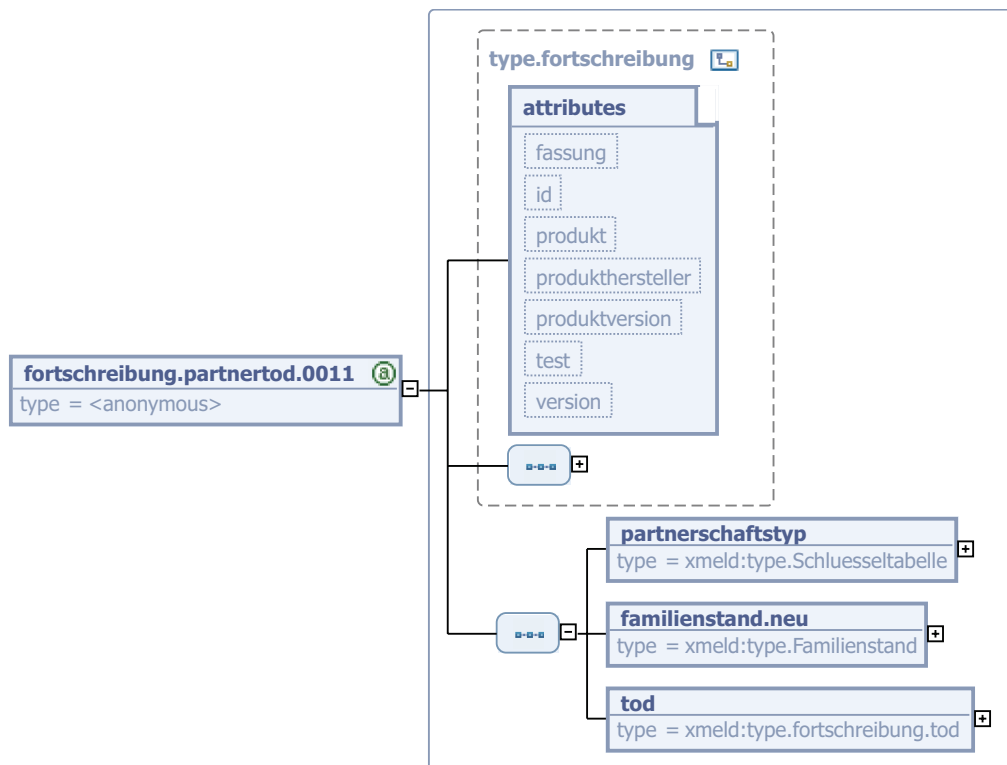 type.fortschreibung
attributes
fassung
id
produkt
produkthersteller
produktversion
test
version
fortschreibung.partnertod.0011 @
type = <anonymous>
partnerschaftstyp
type = xmeld:type.Schluesseltabelle
familienstand.neu
type = xmeld:type.Familienstand
tod
type = xmeld:type.fortschreibung.tod